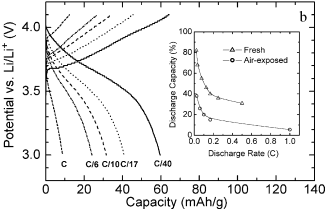 b
Potential vs. Li/Li⁺ (V)
4.0
3.5
3.0
C C/6 C/10 C/17 C/40
0 20 40 60 80 100 120 140
Capacity (mAh/g)
Discharge Capacity (%)
100
80
60
40
20
0
Fresh
Air-exposed
0.0 0.2 0.4 0.6 0.8 1.0
Discharge Rate (C)